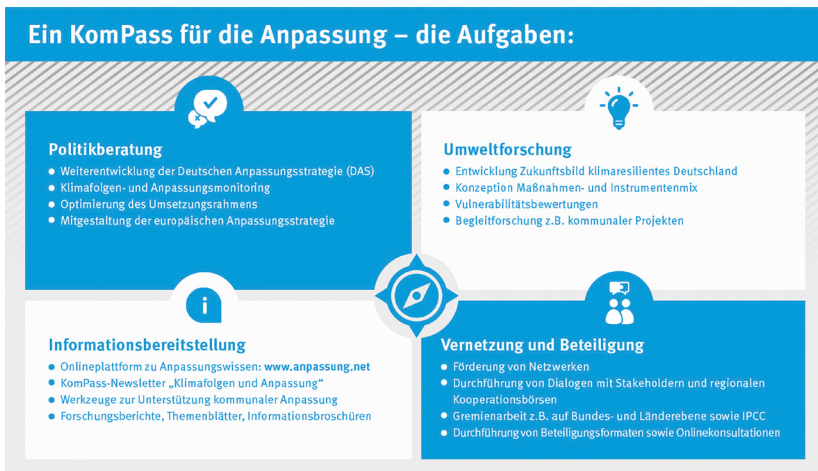 Ein KomPass für die Anpassung – die Aufgaben:
Politikberatung
● Weiterentwicklung der Deutschen Anpassungsstrategie (DAS)
● Klimafolgen- und Anpassungsmonitoring
● Optimierung des Umsetzungsrahmens
● Mitgestaltung der europäischen Anpassungsstrategie
Umweltforschung
● Entwicklung Zukunftsbild klimaresilientes Deutschland
● Konzeption Maßnahmen- und Instrumentenmix
● Vulnerabilitätsbewertungen
● Begleitforschung z.B. kommunaler Projekten
Informationsbereitstellung
● Onlineplattform zu Anpassungswissen: www.anpassung.net
● KomPass-Newsletter „Klimafolgen und Anpassung“
● Werkzeuge zur Unterstützung kommunaler Anpassung
● Forschungsberichte, Themenblätter, Informationsbroschüren
Vernetzung und Beteiligung
● Förderung von Netzwerken
● Durchführung von Dialogen mit Stakeholdern und regionalen
Kooperationsbörsen
● Gremienarbeit z.B. auf Bundes- und Länderebene sowie IPCC
● Durchführung von Beteiligungsformaten sowie Onlinekonsultationen